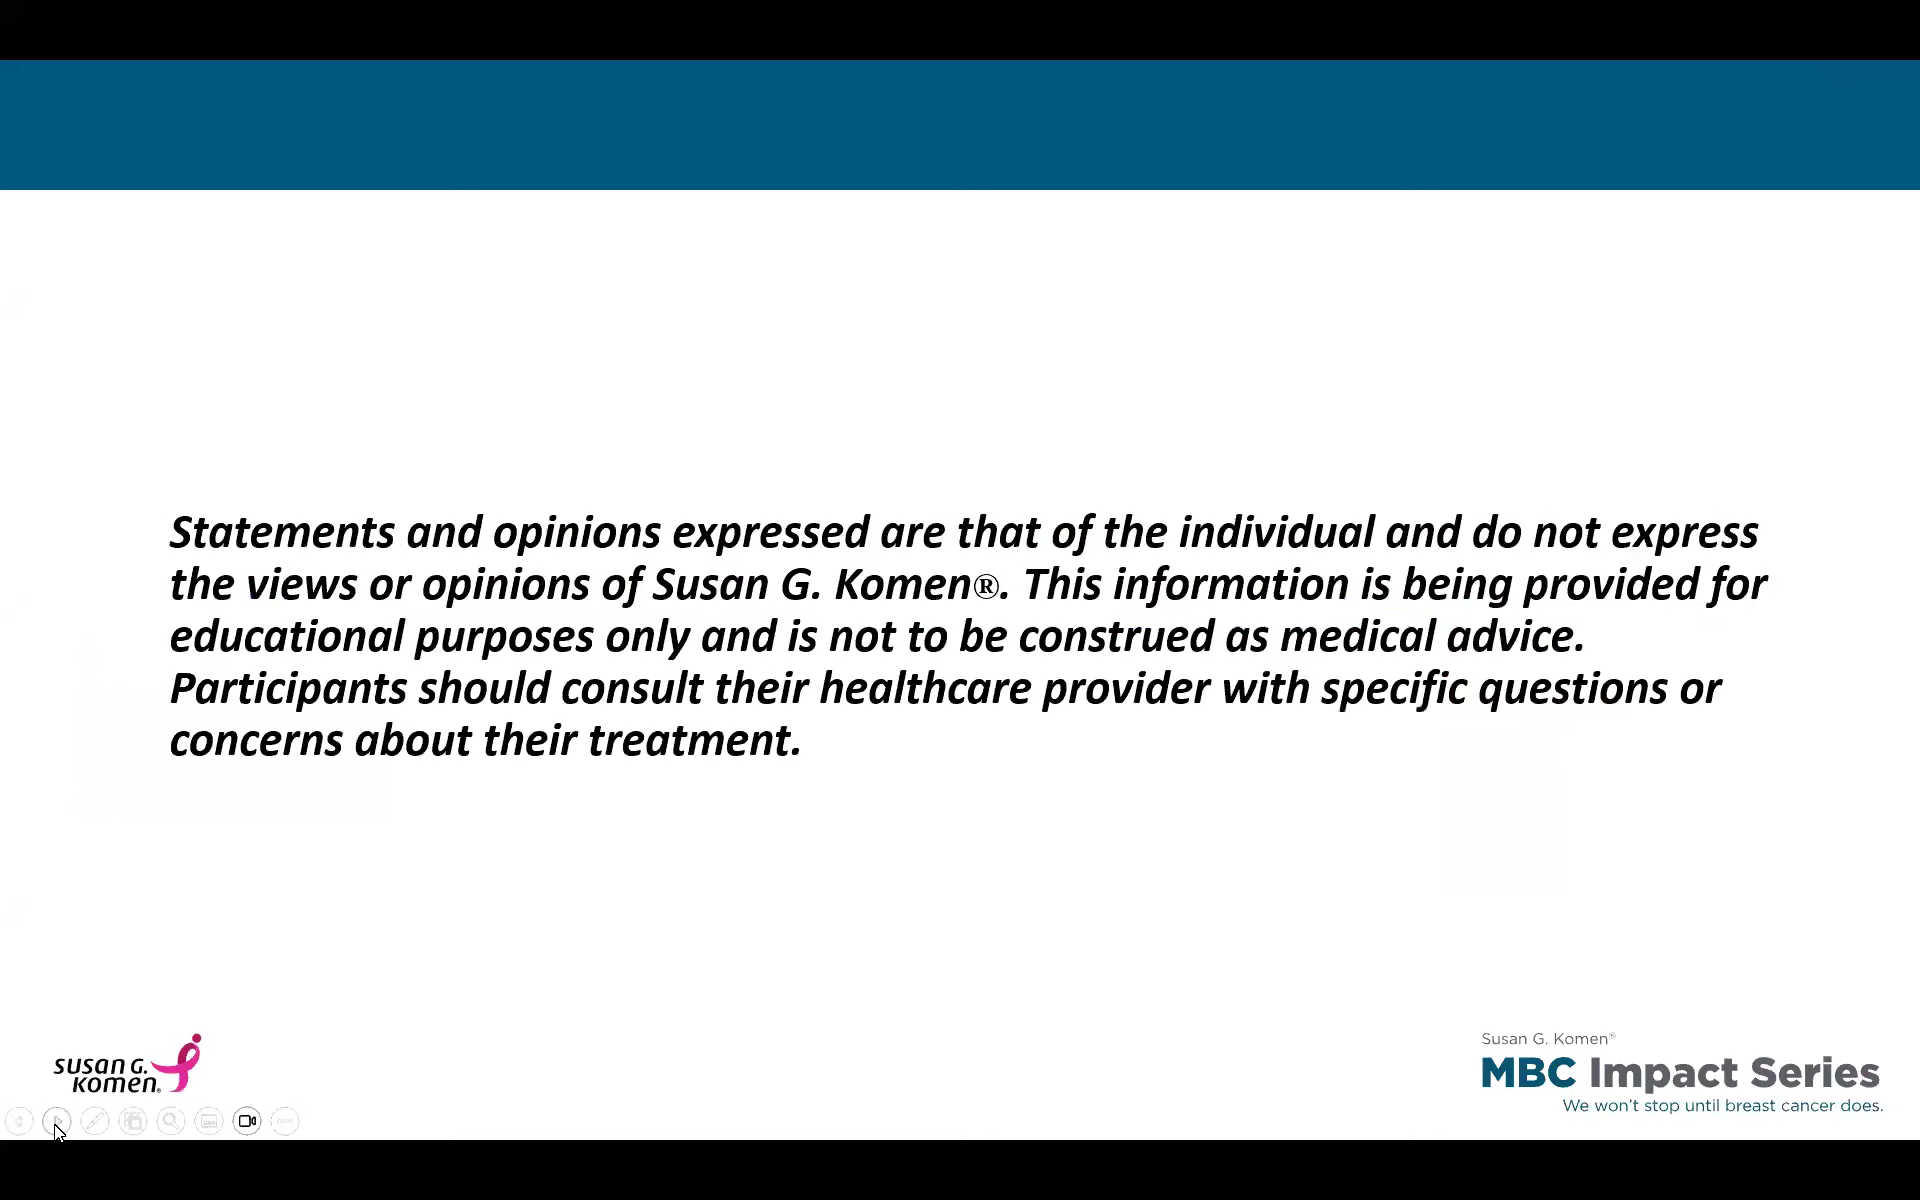 Statements and opinions expressed are that of the individual and do not express
the views or opinions of Susan G. Komen®. This information is being provided for
educational purposes only and is not to be construed as medical advice.
Participants should consult their healthcare provider with specific questions or
concerns about their treatment.
susan G.
komen®
Susan G. Komen®
MBC Impact Series
We won't stop until breast cancer does.